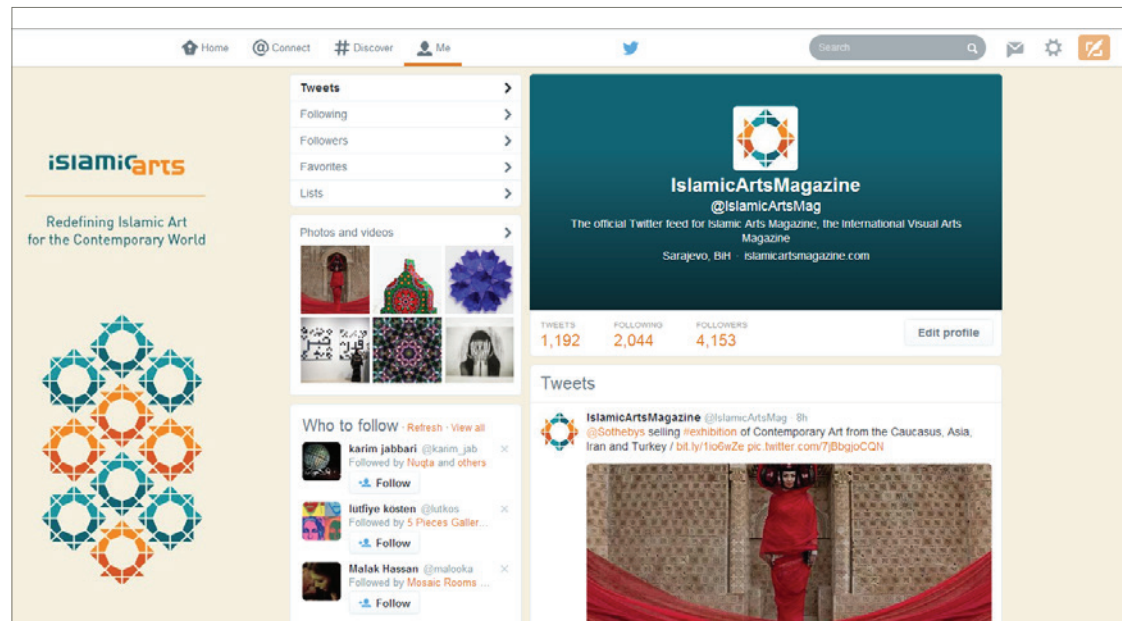 Home
Connect
Discover
Me
Search
islamicarts
Redefining Islamic Art
for the Contemporary World
Tweets
Following
Followers
Favorites
Lists
Photos and videos
Who to follow · Refresh · View all
karim jabbari @karim_jab
Followed by Nuqta and others
Follow
lutfiye kosten @lutkos
Followed by 5 Pieces Galler...
Follow
Malak Hassan @malooka
Followed by Mosaic Rooms ...
Follow
IslamicArtsMagazine
@IslamicArtsMag
The official Twitter feed for Islamic Arts Magazine, the International Visual Arts
Magazine
Sarajevo, BiH · islamicartsmagazine.com
TWEETS
1,192
FOLLOWING
2,044
FOLLOWERS
4,153
Edit profile
Tweets
IslamicArtsMagazine @IslamicArtsMag · 8h
@Sothebys selling #exhibition of Contemporary Art from the Caucasus, Asia,
Iran and Turkey / bit.ly/1io6wZe pic.twitter.com/7jBbgjoCQN